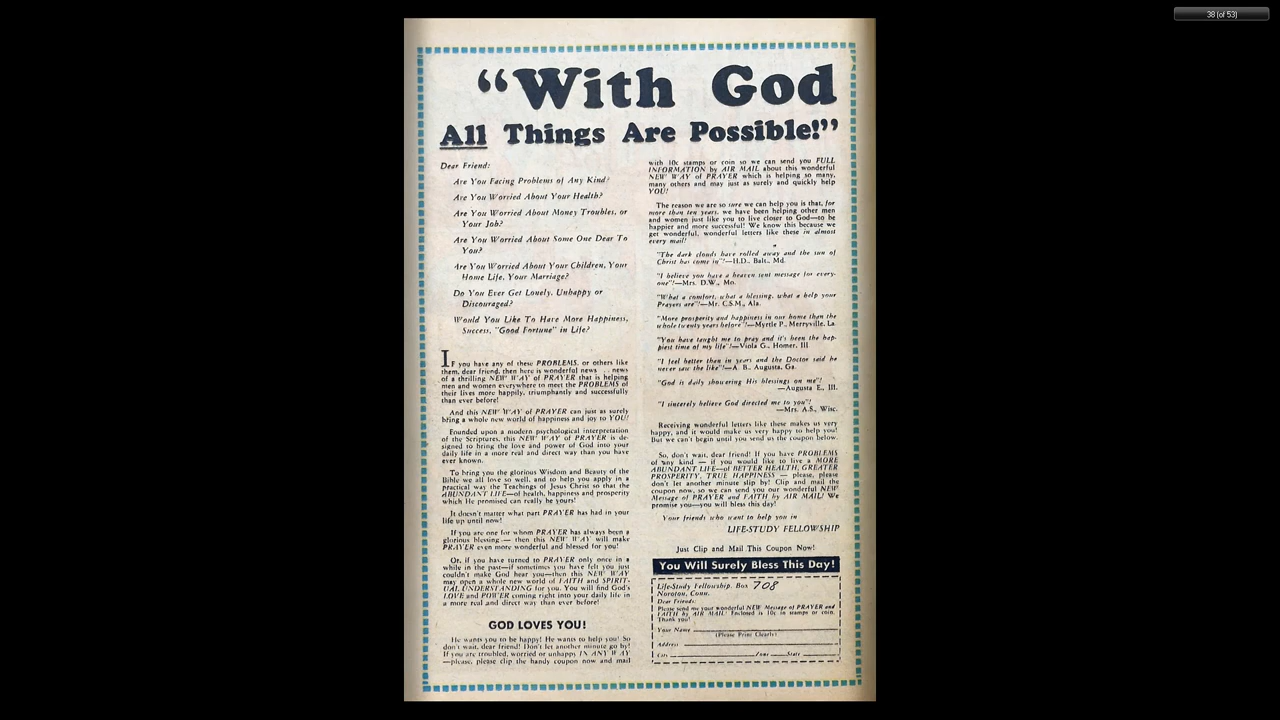 38 (of 53)
“With God
All Things Are Possible!”
Dear Friend:
Are You Facing Problems of Any Kind?
Are You Worried About Your Health?
Are You Worried About Money Troubles, or
Your Job?
Are You Worried About Some One Dear To
You?
Are You Worried About Your Children, Your
Home Life, Your Marriage?
Do You Ever Get Lonely, Unhappy or
Discouraged?
Would You Like To Have More Happiness,
Success, "Good Fortune" in Life?
IF you have any of these PROBLEMS, or others like
them, dear friend, then here is wonderful news . . news
of a thrilling NEW WAY of PRAYER that is helping
men and women everywhere to meet the PROBLEMS of
their lives more happily, triumphantly and successfully
than ever before!
And this NEW WAY of PRAYER can just as surely
bring a whole new world of happiness and joy to YOU!
Founded upon a modern psychological interpretation
of the Scriptures, this NEW WAY of PRAYER is de-
signed to bring the love and power of God into your
daily life in a more real and direct way than you have
ever known.
To bring you the glorious Wisdom and Beauty of the
Bible we all love so well, and to help you apply in a
practical way the Teachings of Jesus Christ so that the
ABUNDANT LIFE—of health, happiness and prosperity
which He promised can really be yours!
It doesn't matter what part PRAYER has had in your
life up until now!
If you are one for whom PRAYER has always been a
glorious blessing — then this NEW WAY will make
PRAYER even more wonderful and blessed for you!
Or, if you have turned to PRAYER only once in a
while in the past—if sometimes you have felt you just
couldn't make God hear you—then this NEW WAY
may open a whole new world of FAITH and SPIRIT-
UAL UNDERSTANDING for you. You will find God's
LOVE and POWER coming right into your daily life in
a more real and direct way than ever before!
GOD LOVES YOU!
He wants you to be happy! He wants to help you! So
don't wait, dear friend! Don't let another minute go by!
If you are troubled, worried or unhappy IN ANY WAY
—please, please clip the handy coupon now and mail
with 10c stamps or coin so we can send you FULL
INFORMATION by AIR MAIL about this wonderful
NEW WAY of PRAYER which is helping so many,
many others and may just as surely and quickly help
YOU!
The reason we are so sure we can help you is that, for
more than ten years, we have been helping other men
and women just like you to live closer to God—to be
happier and more successful! We know this because we
get wonderful, wonderful letters like these in almost
every mail!
"The dark clouds have rolled away and the sun of
Christ has come in"!—H.D., Balt., Md.
"I believe you have a heaven sent message for every-
one"!—Mrs. D.W., Mo.
"What a comfort, what a blessing, what a help your
Prayers are"!—Mr. C.S.M., Ala.
"More prosperity and happiness in our home than the
whole twenty years before"!—Myrtle P., Merryville, La.
"You have taught me to pray and it's been the hap-
piest time of my life"!—Viola G., Homer, Ill.
"I feel better than in years and the Doctor said he
never saw the like"!—A. B., Augusta, Ga.
"God is daily showering His blessings on me"!
—Augusta E., Ill.
"I sincerely believe God directed me to you"!
—Mrs. A.S., Wisc.
Receiving wonderful letters like these makes us very
happy, and it would make us very happy to help you!
But we can't begin until you send us the coupon below.
So, don't wait, dear friend! If you have PROBLEMS
of any kind — if you would like to live a MORE
ABUNDANT LIFE—of BETTER HEALTH, GREATER
PROSPERITY, TRUE HAPPINESS — please, please
don't let another minute slip by! Clip and mail the
coupon now, so we can send you our wonderful NEW
Message of PRAYER and FAITH by AIR MAIL! We
promise you—you will bless this day!
Your friends who want to help you in
LIFE-STUDY FELLOWSHIP
Just Clip and Mail This Coupon Now!
You Will Surely Bless This Day!
Life-Study Fellowship, Box 708
Noroton, Conn.
Dear Friends:
Please send me your wonderful NEW Message of PRAYER and
FAITH by AIR MAIL! Enclosed is 10c in stamps or coin.
Thank you!
Your Name
(Please Print Clearly)
Address
City Zone State